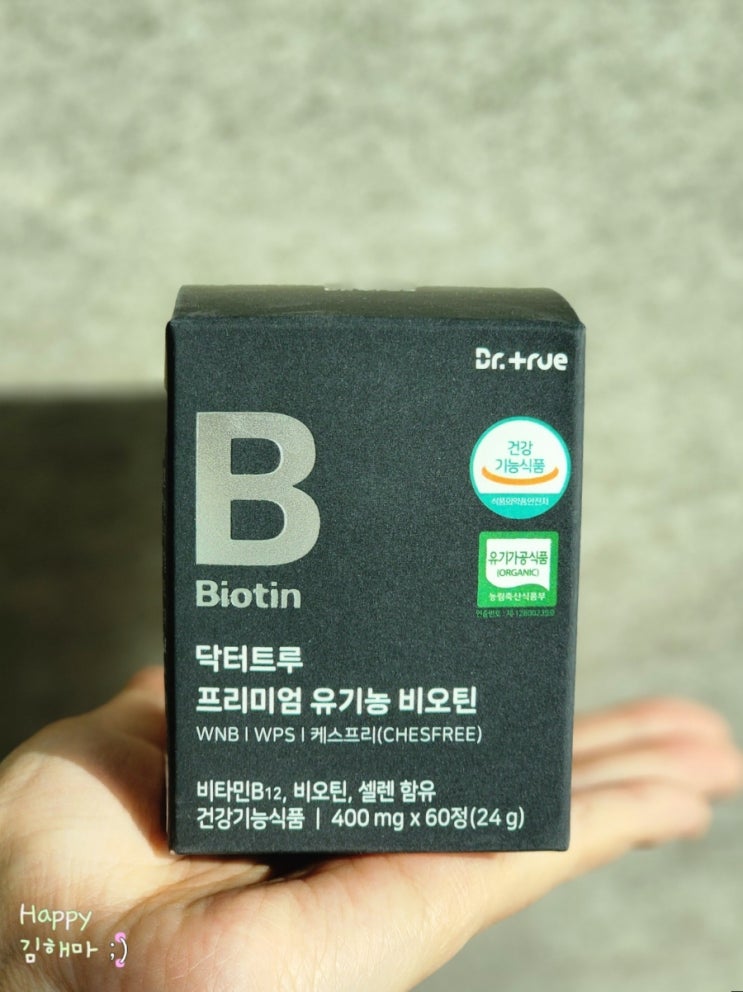 Dr.true
B
Biotin
건강
기능식품
식품의약품안전처
유기가공식품
(ORGANIC)
농림축산식품부
닥터트루
프리미엄 유기농 비오틴
WNB I WPS I 케스프리(CHESFREE)
비타민B12, 비오틴, 셀렌 함유
건강기능식품 | 400 mg x 60정(24 g)
Happy
김해마 ;)